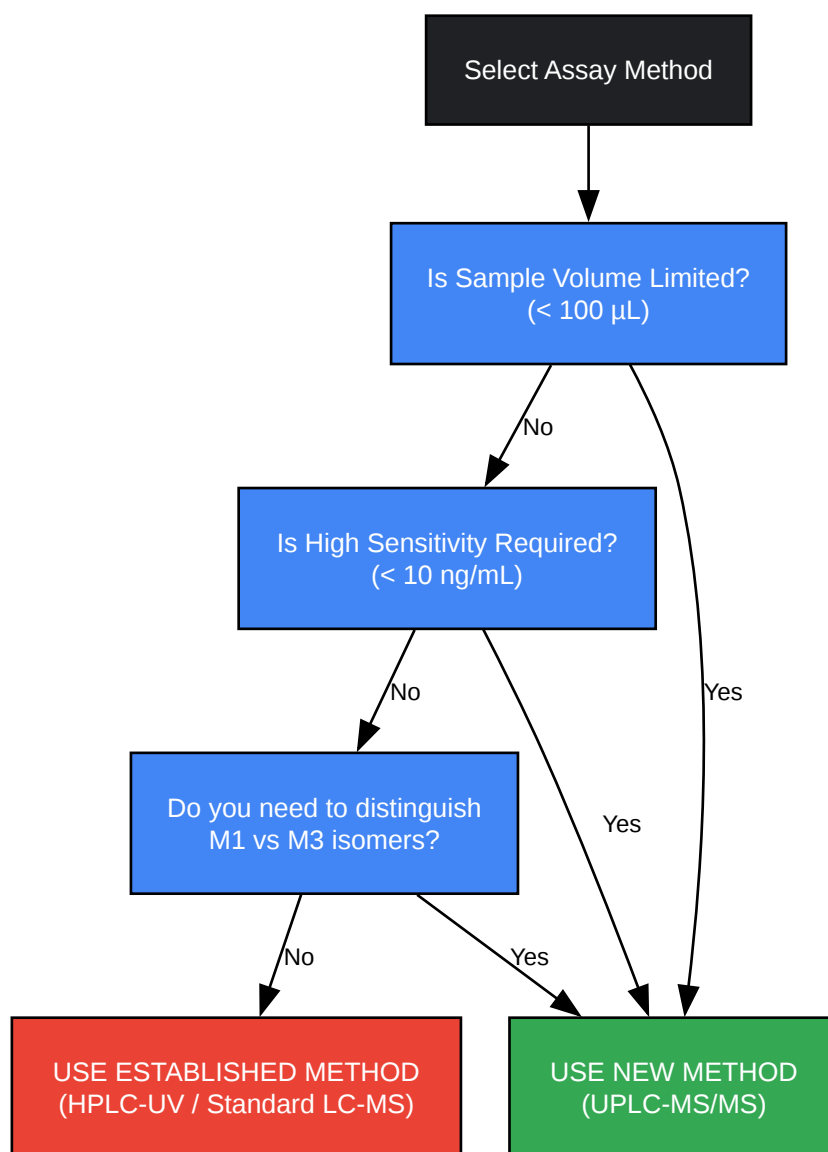 Select Assay Method
Is Sample Volume Limited?
(< 100 µL)
No
Is High Sensitivity Required?
(< 10 ng/mL)
No
Yes
Do you need to distinguish
M1 vs M3 isomers?
Yes
No
Yes
USE ESTABLISHED METHOD
(HPLC-UV / Standard LC-MS)
USE NEW METHOD
(UPLC-MS/MS)